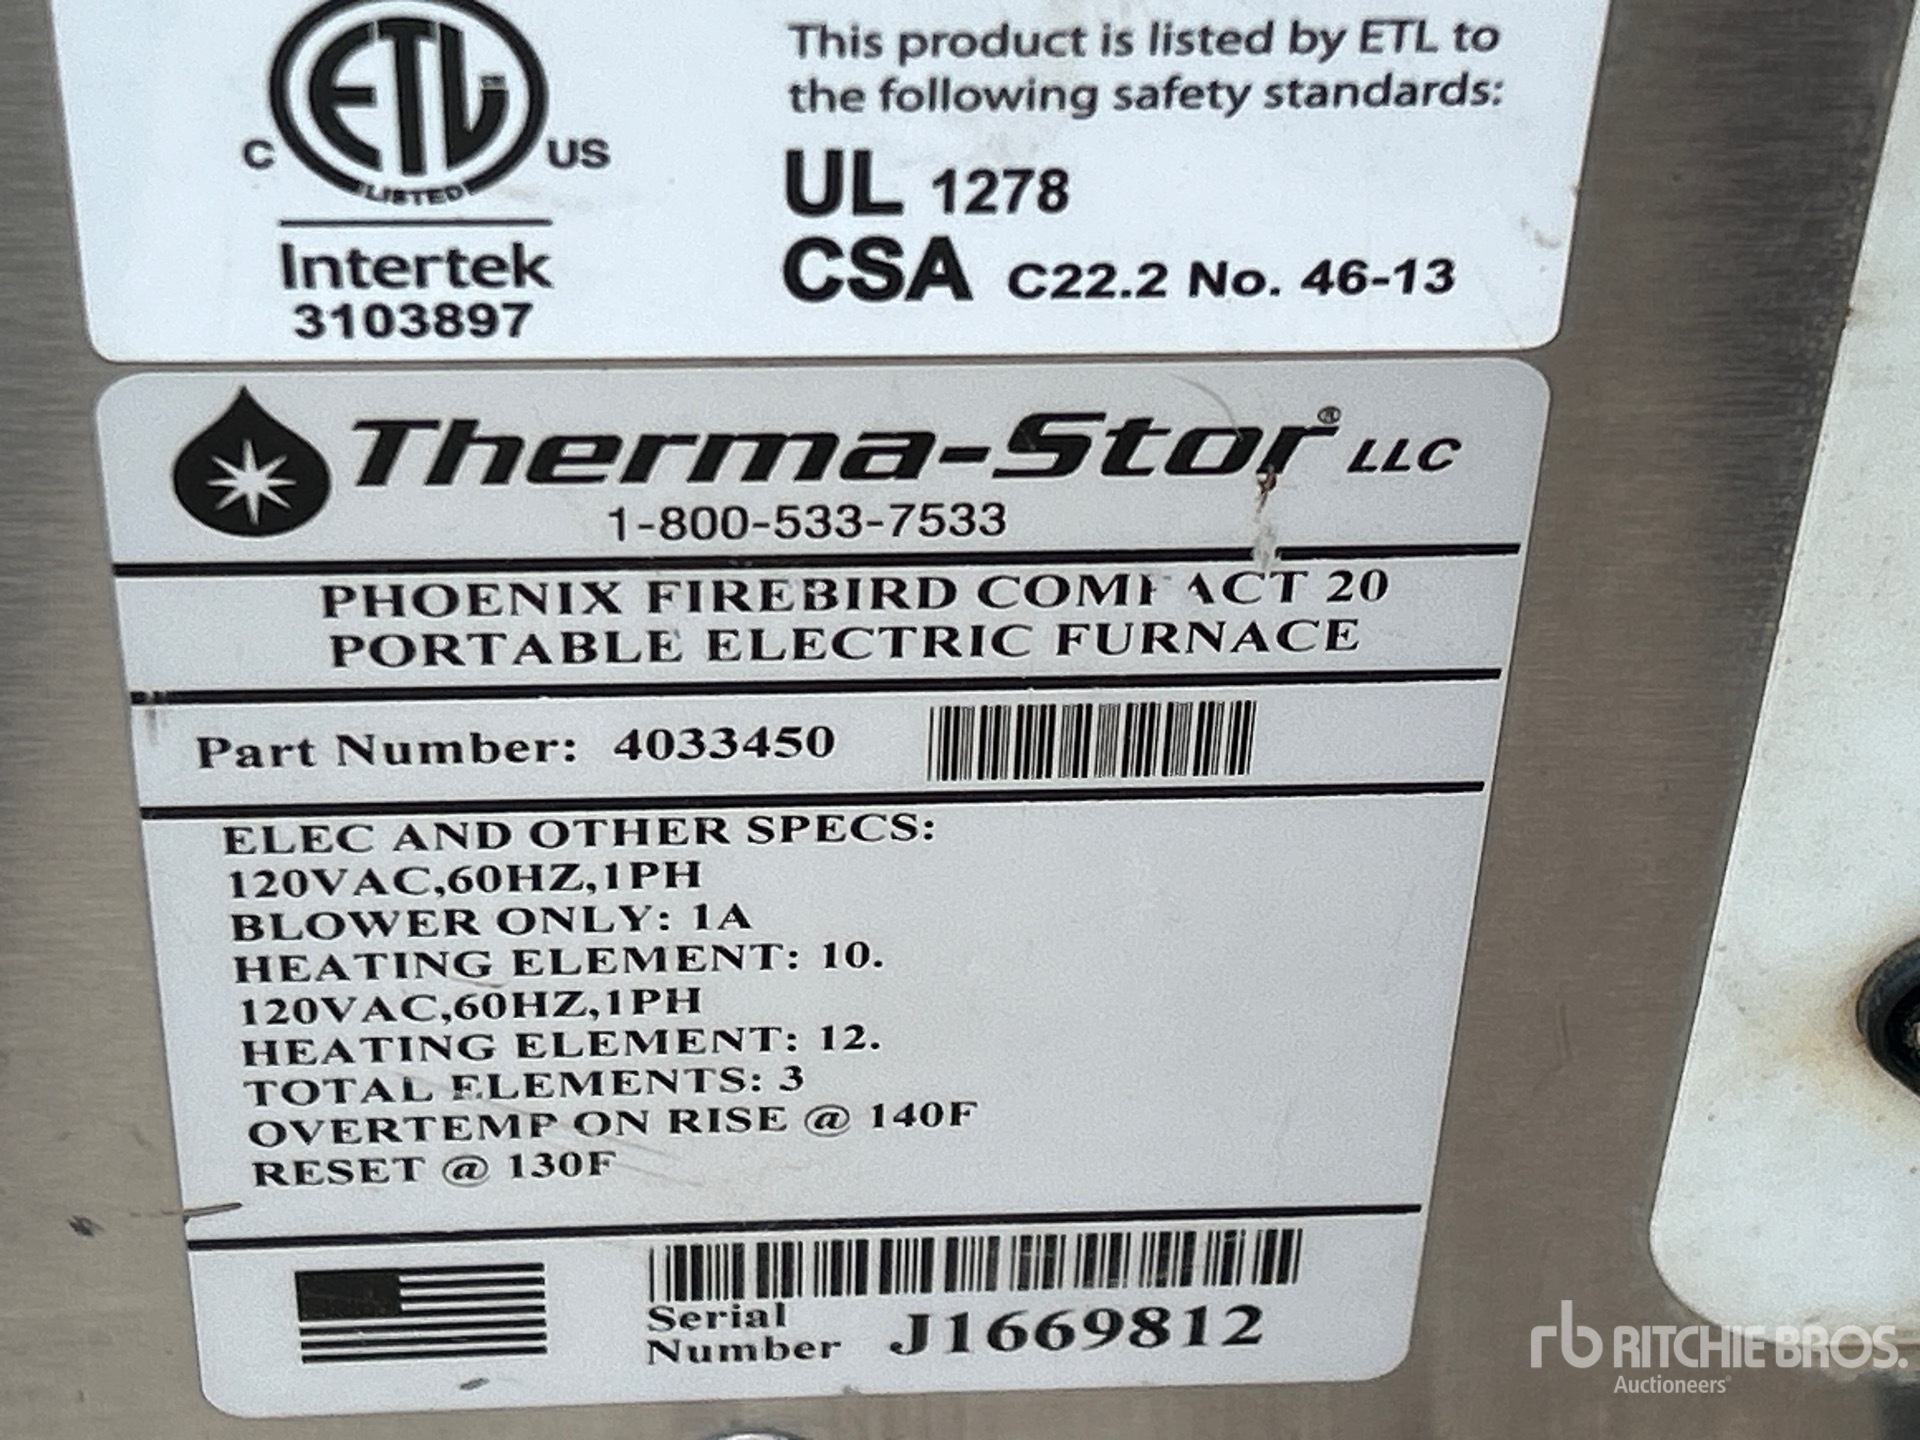 ETL CM
C US
LISTED
Intertek
3103897
This product is listed by ETL to
the following safety standards:
UL 1278
CSA C22.2 No. 46-13
Therma-Stor® LLC
1-800-533-7533
PHOENIX FIREBIRD COMPACT 20
PORTABLE ELECTRIC FURNACE
Part Number: 4033450
ELEC AND OTHER SPECS:
120VAC,60HZ,1PH
BLOWER ONLY: 1A
HEATING ELEMENT: 10.
120VAC,60HZ,1PH
HEATING ELEMENT: 12.
TOTAL ELEMENTS: 3
OVERTEMP ON RISE @ 140F
RESET @ 130F
Serial
Number J1669812
rb RITCHIE BROS.
Auctioneers